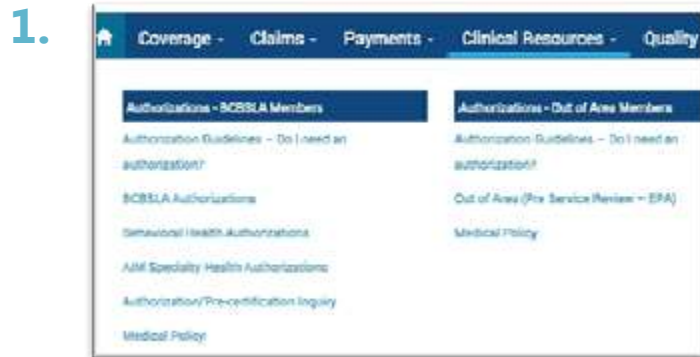 1.
Coverage - Claims - Payments - Clinical Resources - Quality
Authorizations - BCBSLA Members
Authorization Guidelines – Do I need an
authorization?
BCBSLA Authorizations
Behavioral Health Authorizations
AIM Specialty Health Authorizations
Authorization/Pre-certification Inquiry
Medical Policy
Authorizations - Out of Area Members
Authorization Guidelines – Do I need an
authorization?
Out of Area (Pre Service Review – EPA)
Medical Policy